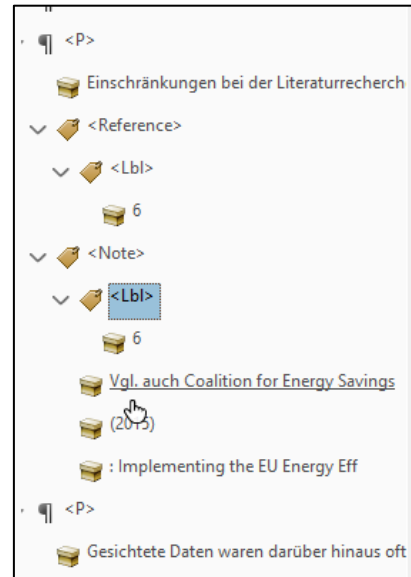 <P>
Einschränkungen bei der Literaturrecherch
<Reference>
<Lbl>
6
<Note>
<Lbl>
6
Vgl. auch Coalition for Energy Savings
(2015)
: Implementing the EU Energy Eff
<P>
Gesichtete Daten waren darüber hinaus oft